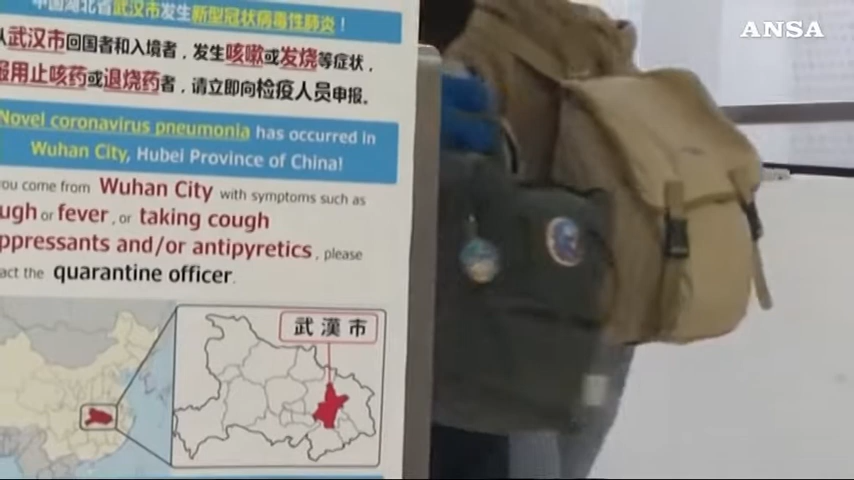 中国湖北省武汉市发生新型冠状病毒性肺炎！
从武汉市回国者和入境者，发生咳嗽或发烧等症状，
服用止咳药或退烧药者，请立即向检疫人员申报。
Novel coronavirus pneumonia has occurred in
Wuhan City, Hubei Province of China!
you come from Wuhan City with symptoms such as
ugh or fever, or taking cough
ppressants and/or antipyretics, please
act the quarantine officer.
武漢市
ANSA